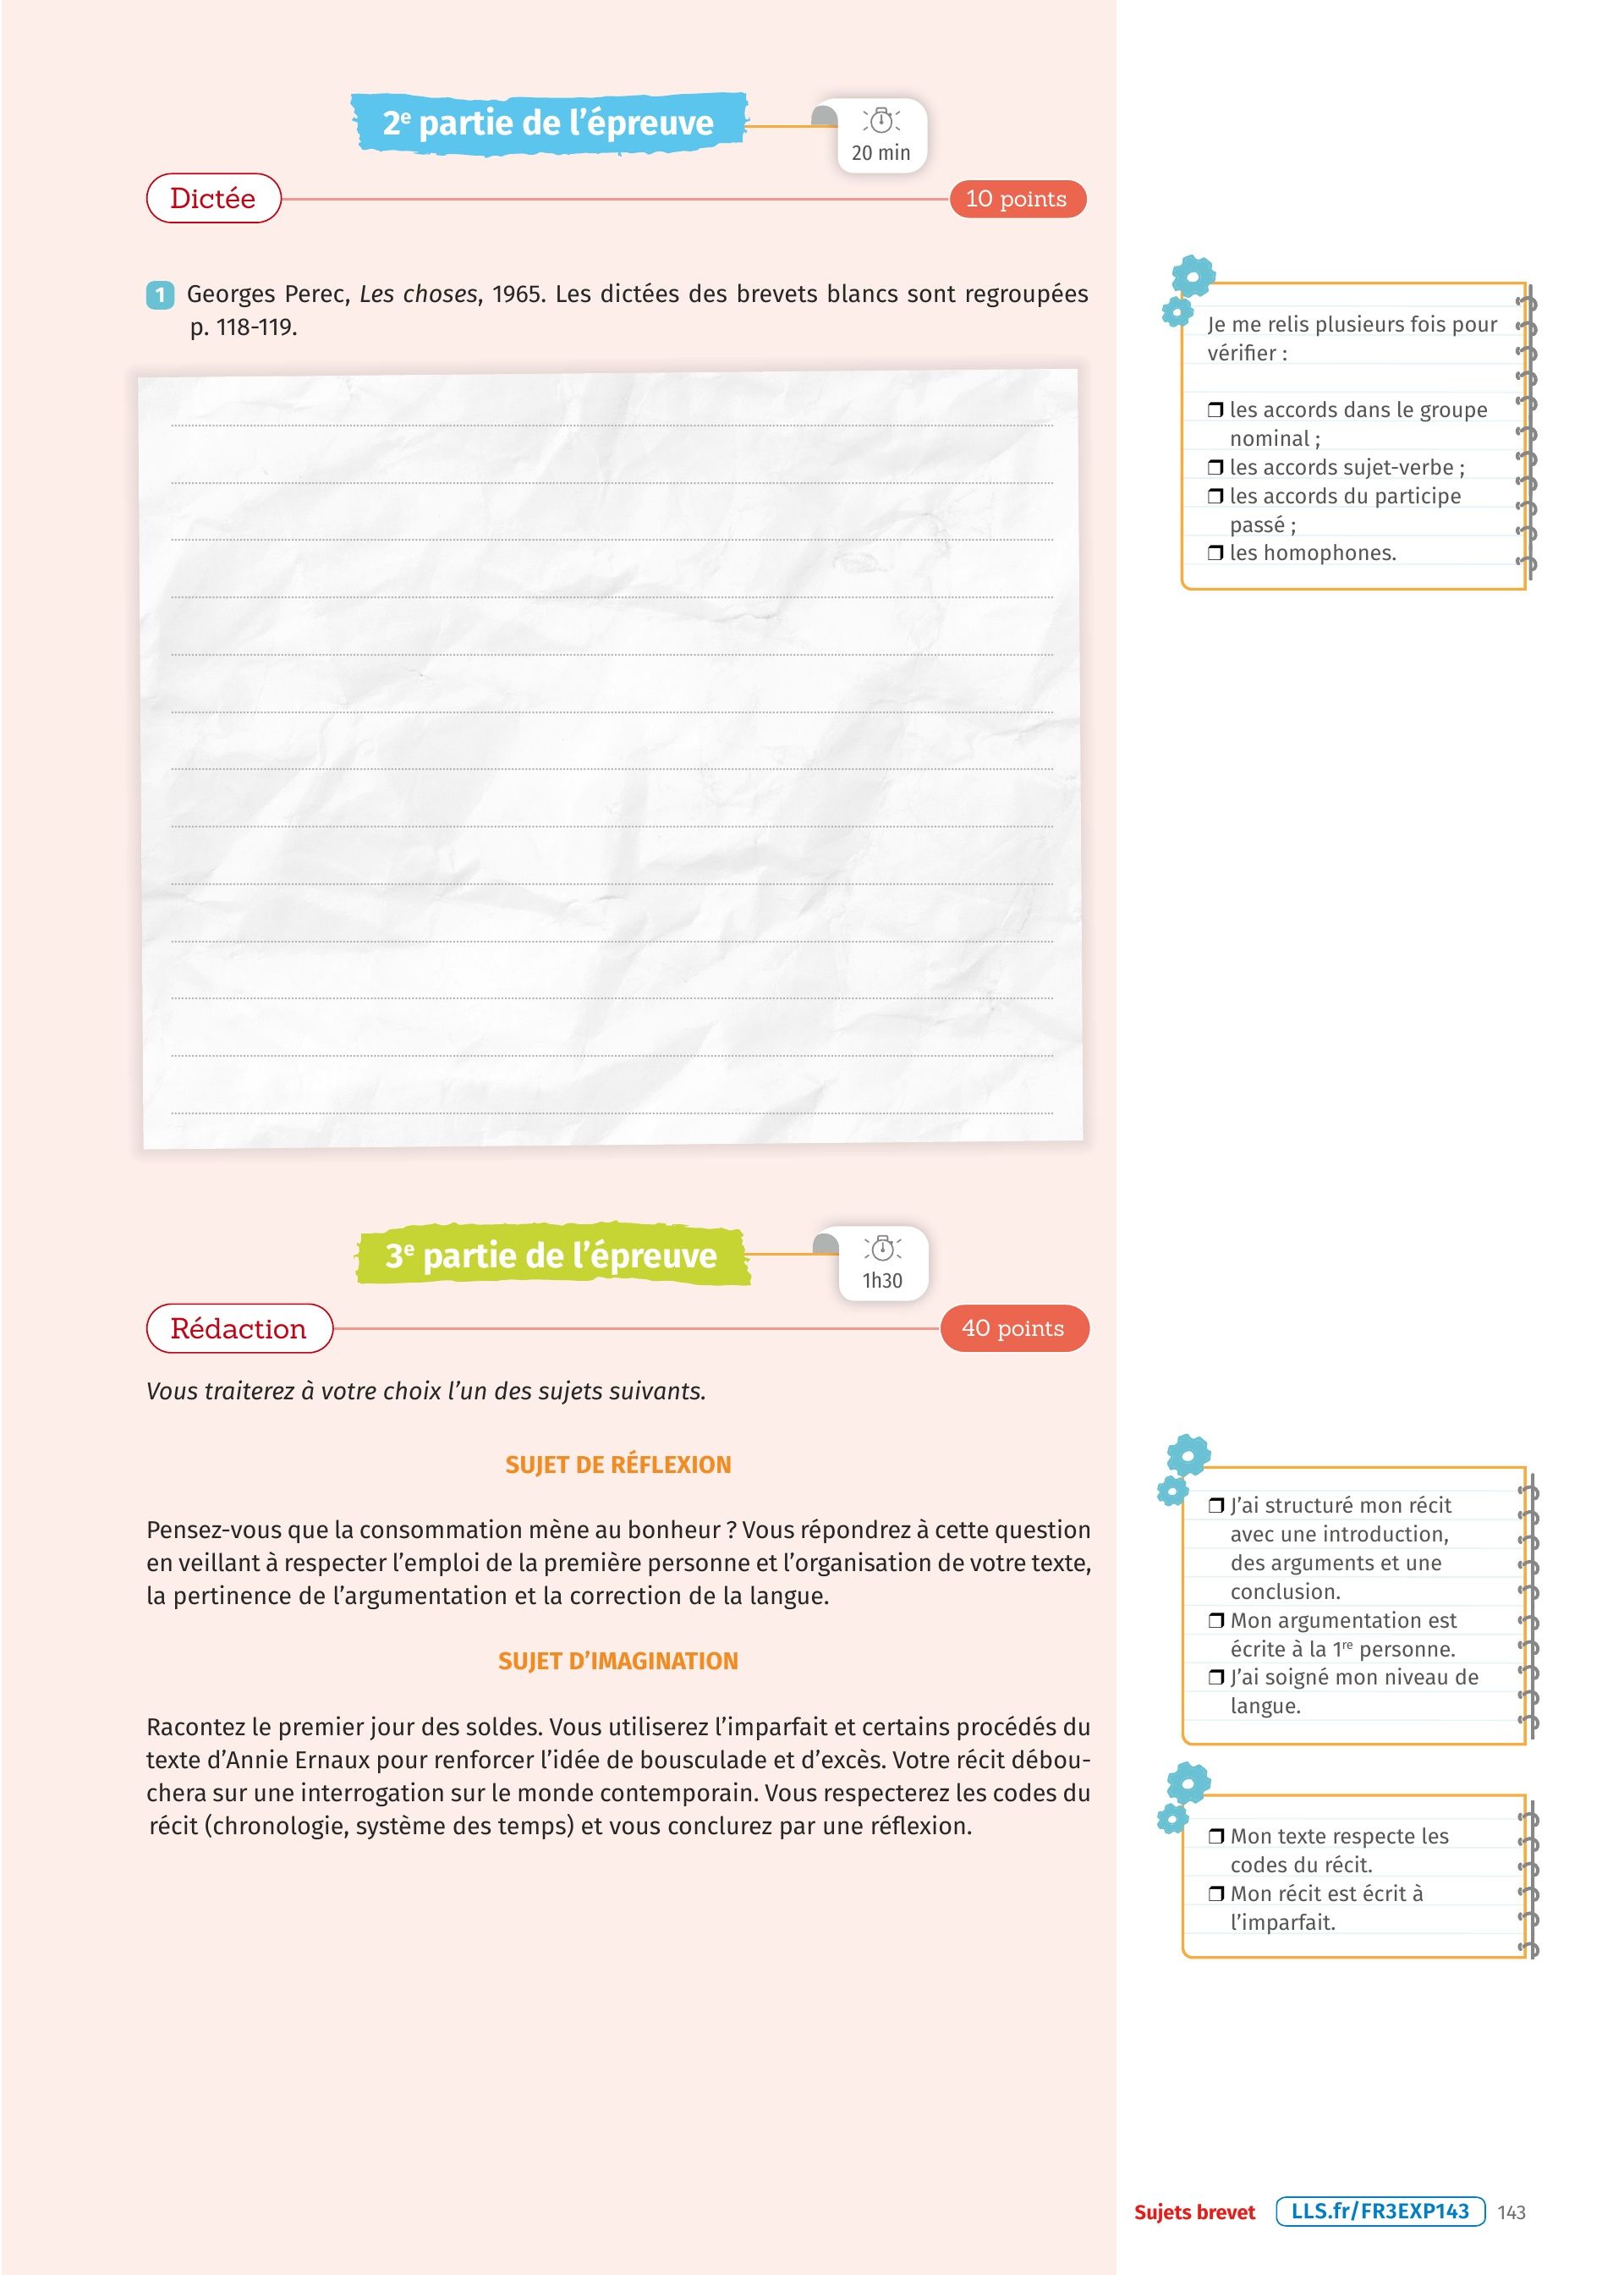 2e partie de l'épreuve
20 min
Dictée
10 points
1 Georges Perec, Les choses, 1965. Les dictées des brevets blancs sont regroupées
p. 118-119.
Je me relis plusieurs fois pour
vérifier :
❒ les accords dans le groupe
nominal ;
❒ les accords sujet-verbe ;
❒ les accords du participe
passé ;
❒ les homophones.
3e partie de l'épreuve
1h30
Rédaction
40 points
Vous traiterez à votre choix l'un des sujets suivants.
SUJET DE RÉFLEXION
Pensez-vous que la consommation mène au bonheur ? Vous répondrez à cette question
en veillant à respecter l'emploi de la première personne et l'organisation de votre texte,
la pertinence de l'argumentation et la correction de la langue.
❒ J'ai structuré mon récit
avec une introduction,
des arguments et une
conclusion.
❒ Mon argumentation est
écrite à la 1re personne.
❒ J'ai soigné mon niveau de
langue.
SUJET D'IMAGINATION
Racontez le premier jour des soldes. Vous utiliserez l'imparfait et certains procédés du
texte d'Annie Ernaux pour renforcer l'idée de bousculade et d'excès. Votre récit débou-
chera sur une interrogation sur le monde contemporain. Vous respecterez les codes du
récit (chronologie, système des temps) et vous conclurez par une réflexion.
❒ Mon texte respecte les
codes du récit.
❒ Mon récit est écrit à
l'imparfait.
Sujets brevet LLS.fr/FR3EXP143 143